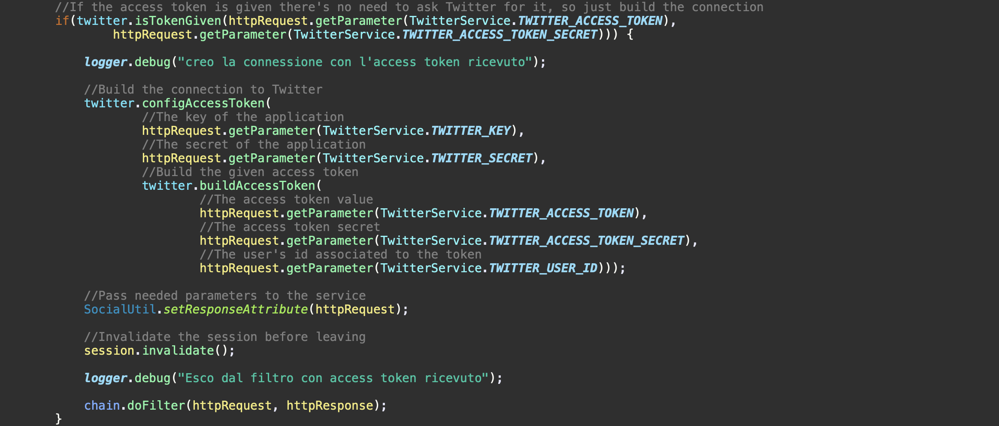 //If the access token is given there's no need to ask Twitter for it, so just build the connection
if(twitter.isTokenGiven(httpRequest.getParameter(TwitterService.TWITTER_ACCESS_TOKEN),
httpRequest.getParameter(TwitterService.TWITTER_ACCESS_TOKEN_SECRET))) {
logger.debug("creo la connessione con l'access token ricevuto");
//Build the connection to Twitter
twitter.configAccessToken(
//The key of the application
httpRequest.getParameter(TwitterService.TWITTER_KEY),
//The secret of the application
httpRequest.getParameter(TwitterService.TWITTER_SECRET),
//Build the given access token
twitter.buildAccessToken(
//The access token value
httpRequest.getParameter(TwitterService.TWITTER_ACCESS_TOKEN),
//The access token secret
httpRequest.getParameter(TwitterService.TWITTER_ACCESS_TOKEN_SECRET),
//The user's id associated to the token
httpRequest.getParameter(TwitterService.TWITTER_USER_ID)));
//Pass needed parameters to the service
SocialUtil.setResponseAttribute(httpRequest);
//Invalidate the session before leaving
session.invalidate();
logger.debug("Esco dal filtro con access token ricevuto");
chain.doFilter(httpRequest, httpResponse);
}